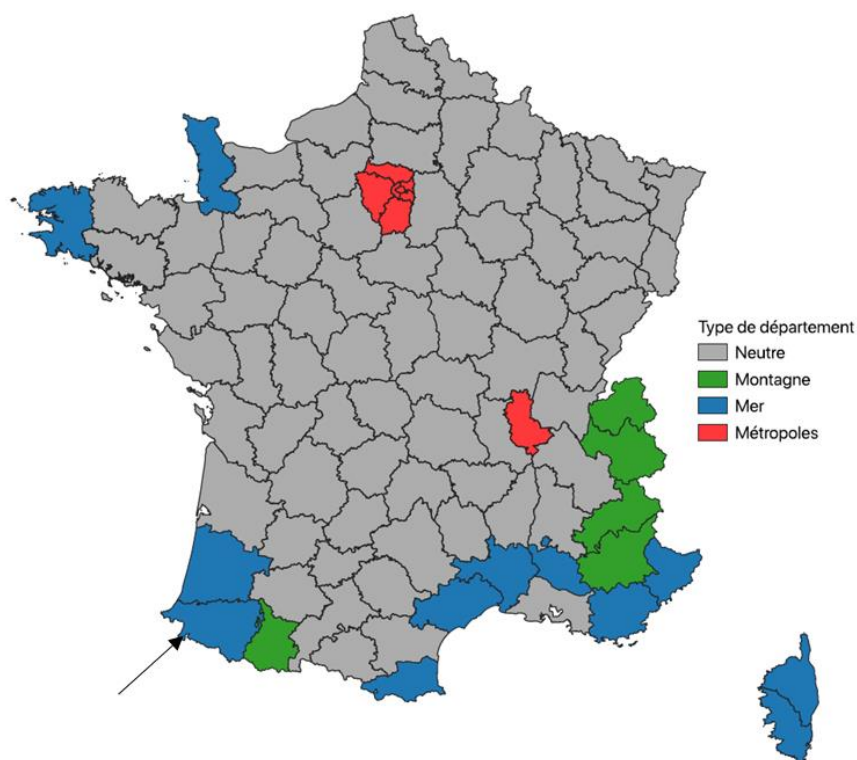 Type de département
Neutre
Montagne
Mer
Métropoles